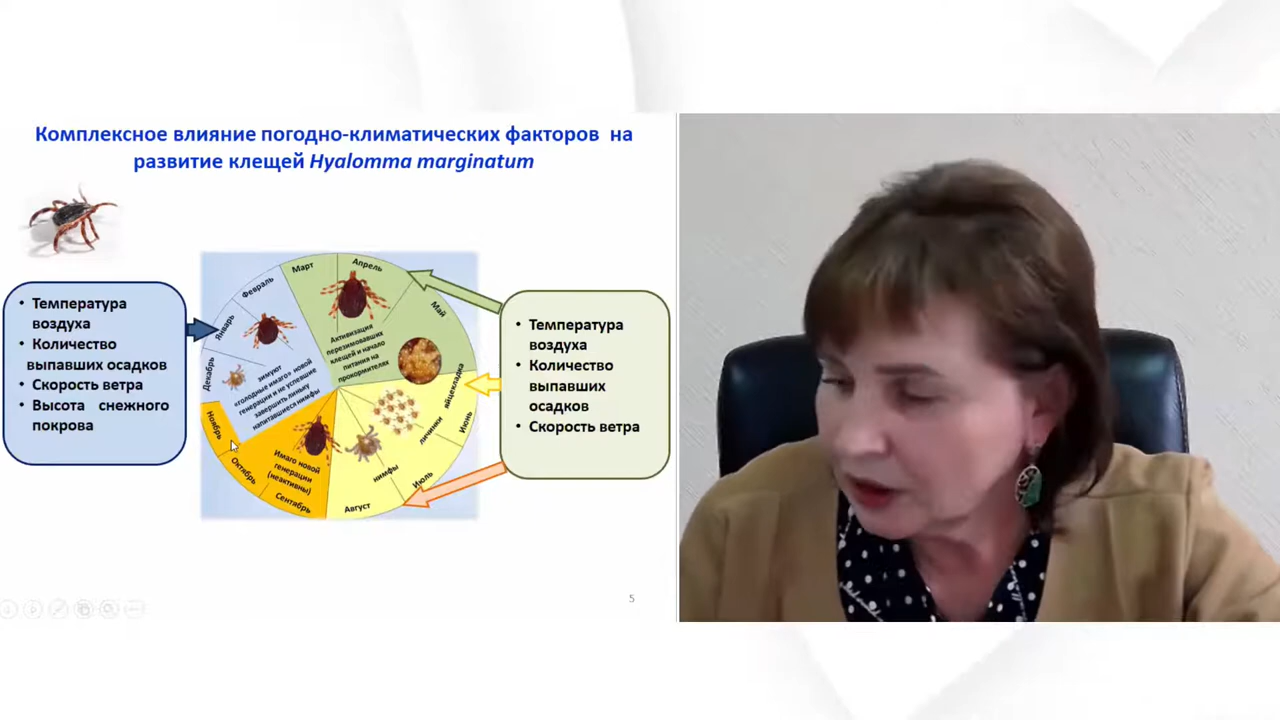 Комплексное влияние погодно-климатических факторов на
развитие клещей Hyalomma marginatum
• Температура
воздуха
• Количество
выпавших осадков
• Скорость ветра
• Высота снежного
покрова
Январь
Февраль
Март
Апрель
Май
Июнь
Июль
Август
Сентябрь
Октябрь
Ноябрь
Декабрь
Активизация
перезимовавших
клещей и начало
питания на
прокормителях
яйцекладка
личинки
нимфы
Имаго новой
генерации
(неактивны)
зимуют
«голодные имаго» новой
генерации и не успевшие
завершить линьку
напитавшиеся нимфы
• Температура
воздуха
• Количество
выпавших
осадков
• Скорость ветра
5